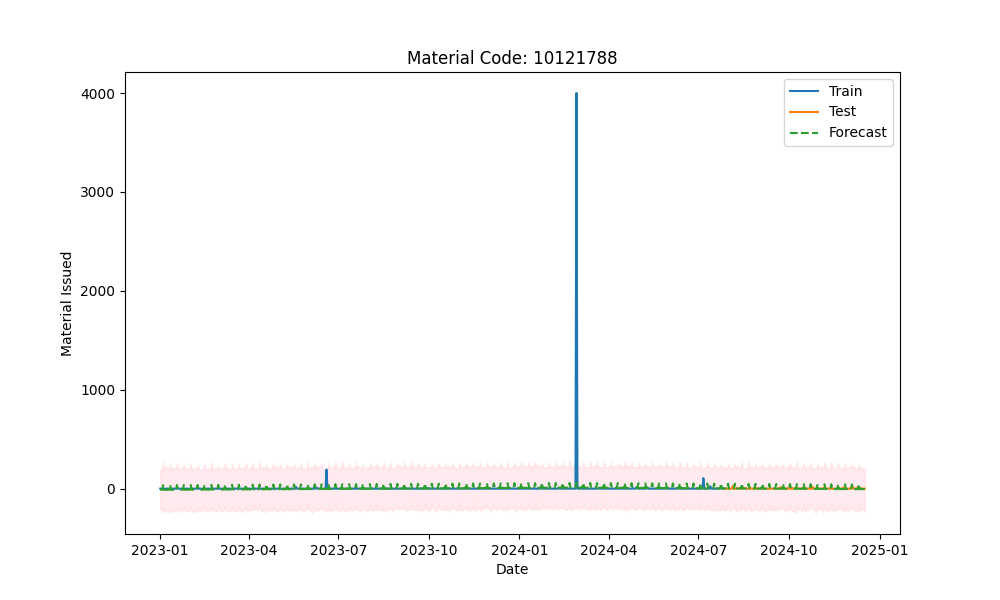 Material Code: 10121788
Train
Test
Forecast
4000
3000
2000
1000
0
Material Issued
2023-01 2023-04 2023-07 2023-10 2024-01 2024-04 2024-07 2024-10 2025-01
Date